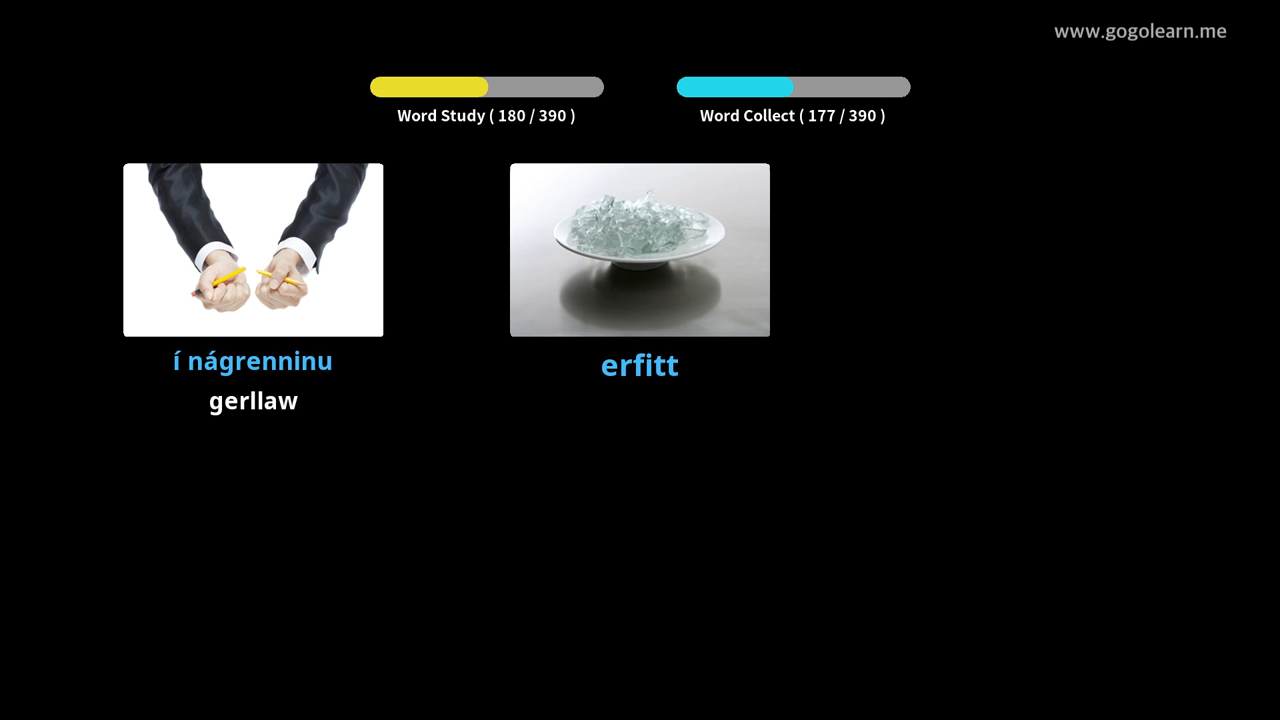 www.gogolearn.me
Word Study ( 180 / 390 )
Word Collect ( 177 / 390 )
í nágrenninu
gerllaw
erfitt